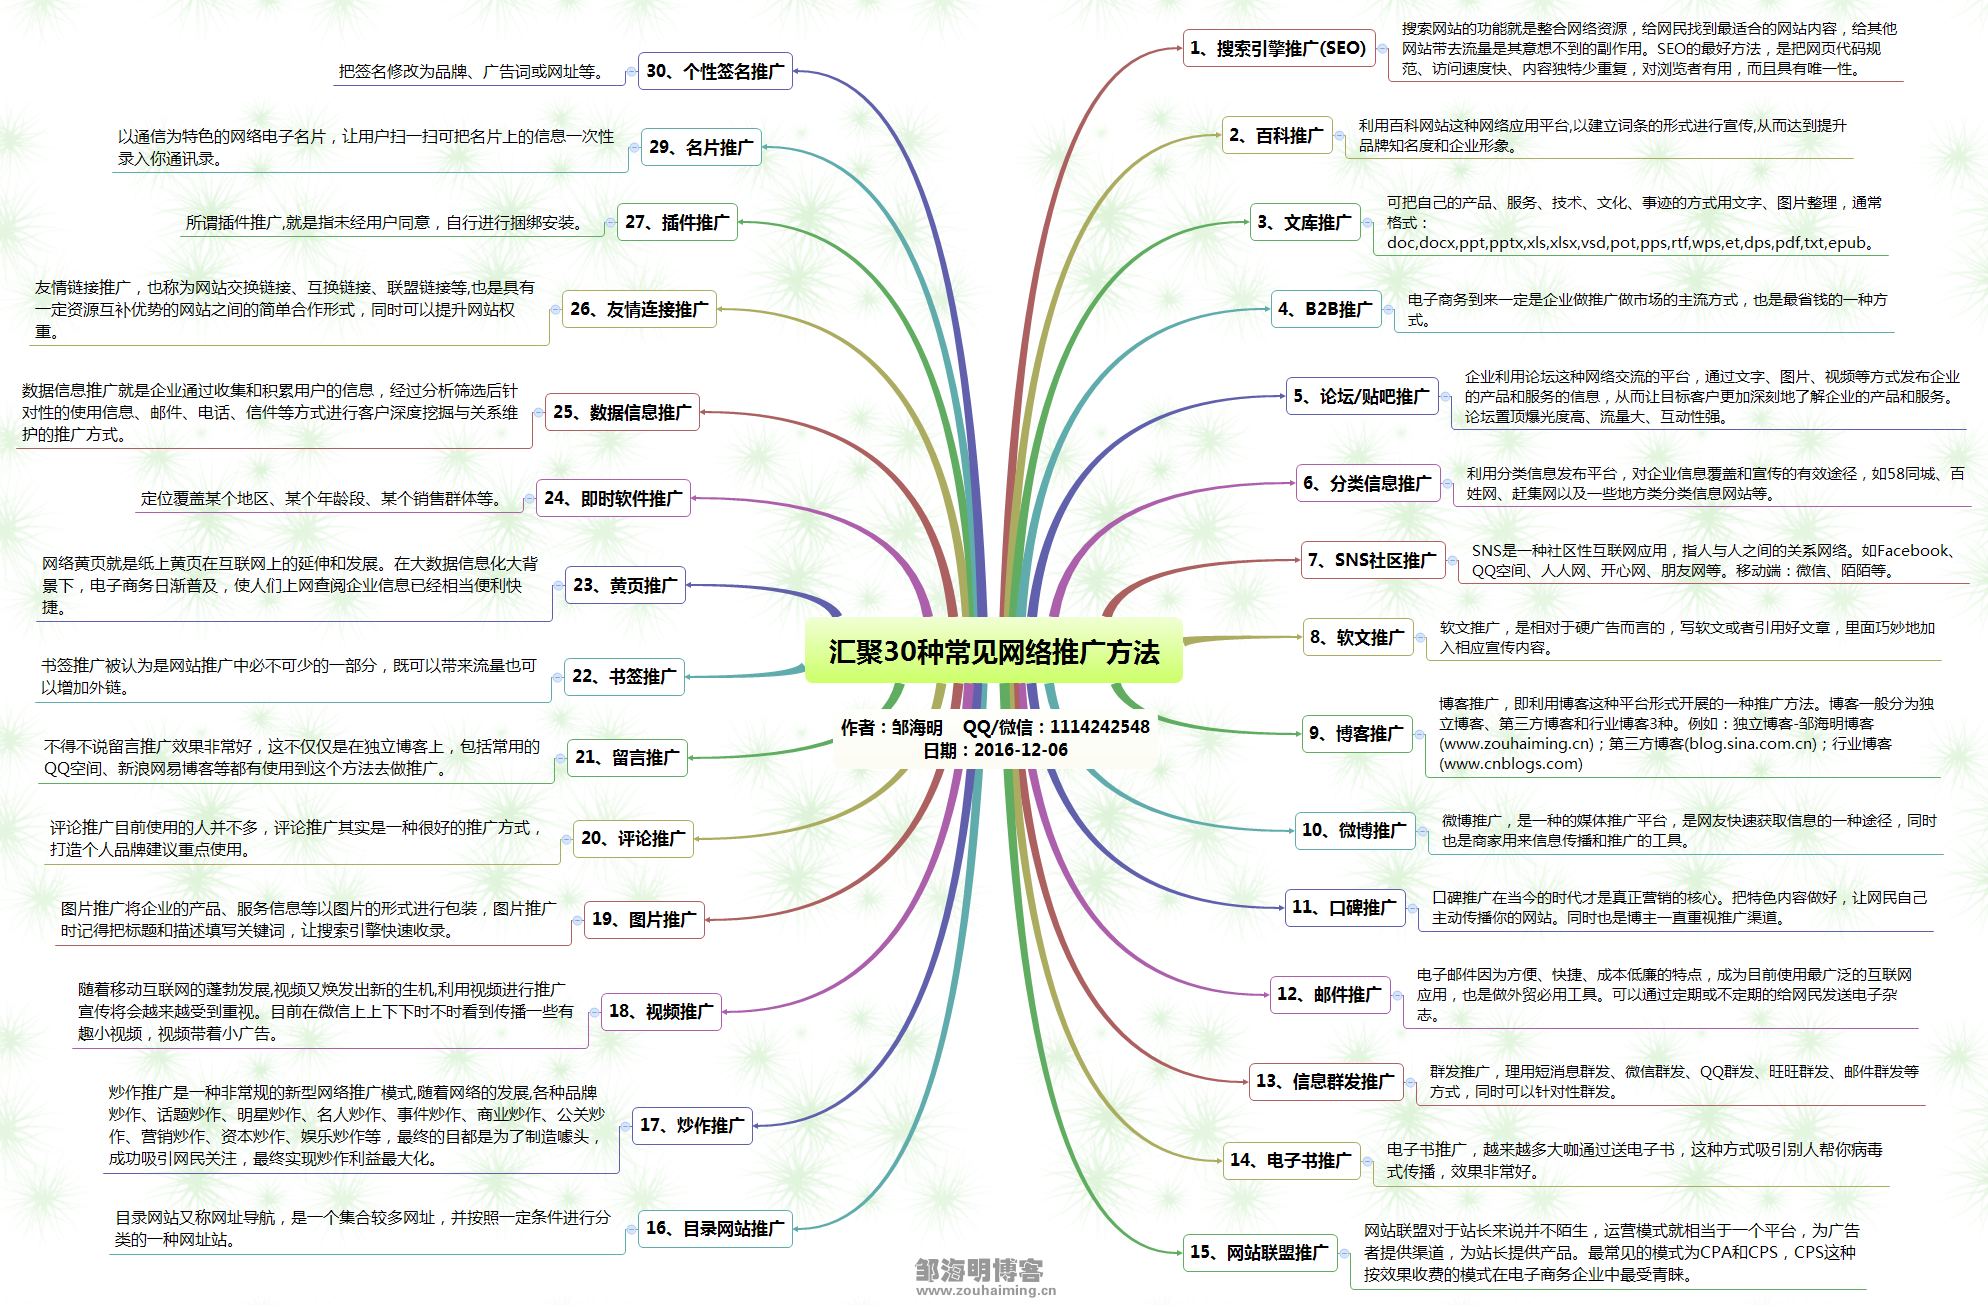 汇聚30种常见网络推广方法
作者：邹海明 QQ/微信：1114242548
日期：2016-12-06
1、搜索引擎推广(SEO)
搜索网站的功能就是整合网络资源，给网民找到最适合的网站内容，给其他
网站带去流量是其意想不到的副作用。SEO的最好方法，是把网页代码规
范、访问速度快、内容独特少重复，对浏览者有用，而且具有唯一性。
2、百科推广
利用百科网站这种网络应用平台,以建立词条的形式进行宣传,从而达到提升
品牌知名度和企业形象。
3、文库推广
可把自己的产品、服务、技术、文化、事迹的方式用文字、图片整理，通常
格式：
doc,docx,ppt,pptx,xls,xlsx,vsd,pot,pps,rtf,wps,et,dps,pdf,txt,epub。
4、B2B推广
电子商务到来一定是企业做推广做市场的主流方式，也是最省钱的一种方
式。
5、论坛/贴吧推广
企业利用论坛这种网络交流的平台，通过文字、图片、视频等方式发布企业
的产品和服务的信息，从而让目标客户更加深刻地了解企业的产品和服务。
论坛置顶爆光度高、流量大、互动性强。
6、分类信息推广
利用分类信息发布平台，对企业信息覆盖和宣传的有效途径，如58同城、百
姓网、赶集网以及一些地方类分类信息网站等。
7、SNS社区推广
SNS是一种社区性互联网应用，指人与人之间的关系网络。如Facebook、
QQ空间、人人网、开心网、朋友网等。移动端：微信、陌陌等。
8、软文推广
软文推广，是相对于硬广告而言的，写软文或者引用好文章，里面巧妙地加
入相应宣传内容。
9、博客推广
博客推广，即利用博客这种平台形式开展的一种推广方法。博客一般分为独
立博客、第三方博客和行业博客3种。例如：独立博客-邹海明博客
(www.zouhaiming.cn)；第三方博客(blog.sina.com.cn)；行业博客
(www.cnblogs.com)
10、微博推广
微博推广，是一种的媒体推广平台，是网友快速获取信息的一种途径，同时
也是商家用来信息传播和推广的工具。
11、口碑推广
口碑推广在当今的时代才是真正营销的核心。把特色内容做好，让网民自己
主动传播你的网站。同时也是博主一直重视推广渠道。
12、邮件推广
电子邮件因为方便、快捷、成本低廉的特点，成为目前使用最广泛的互联网
应用，也是做外贸必用工具。可以通过定期或不定期的给网民发送电子杂
志。
13、信息群发推广
群发推广，理用短消息群发、微信群发、QQ群发、旺旺群发、邮件群发等
方式，同时可以针对性群发。
14、电子书推广
电子书推广，越来越多大咖通过送电子书，这种方式吸引别人帮你病毒
式传播，效果非常好。
15、网站联盟推广
网站联盟对于站长来说并不陌生，运营模式就相当于一个平台，为广告
者提供渠道，为站长提供产品。最常见的模式为CPA和CPS，CPS这种
按效果收费的模式在电子商务企业中最受青睐。
30、个性签名推广
把签名修改为品牌、广告词或网址等。
29、名片推广
以通信为特色的网络电子名片，让用户扫一扫可把名片上的信息一次性
录入你通讯录。
27、插件推广
所谓插件推广,就是指未经用户同意，自行进行捆绑安装。
26、友情连接推广
友情链接推广，也称为网站交换链接、互换链接、联盟链接等,也是具有
一定资源互补优势的网站之间的简单合作形式，同时可以提升网站权
重。
25、数据信息推广
数据信息推广就是企业通过收集和积累用户的信息，经过分析筛选后针
对性的使用信息、邮件、电话、信件等方式进行客户深度挖掘与关系维
护的推广方式。
24、即时软件推广
定位覆盖某个地区、某个年龄段、某个销售群体等。
23、黄页推广
网络黄页就是纸上黄页在互联网上的延伸和发展。在大数据信息化大背
景下，电子商务日渐普及，使人们上网查阅企业信息已经相当便利快
捷。
22、书签推广
书签推广被认为是网站推广中必不可少的一部分，既可以带来流量也可
以增加外链。
21、留言推广
不得不说留言推广效果非常好，这不仅仅是在独立博客上，包括常用的
QQ空间、新浪网易博客等都有使用到这个方法去做推广。
20、评论推广
评论推广目前使用的人并不多，评论推广其实是一种很好的推广方式，
打造个人品牌建议重点使用。
19、图片推广
图片推广将企业的产品、服务信息等以图片的形式进行包装，图片推广
时记得把标题和描述填写关键词，让搜索引擎快速收录。
18、视频推广
随着移动互联网的蓬勃发展,视频又焕发出新的生机,利用视频进行推广
宣传将会越来越受到重视。目前在微信上上下下时不时看到传播一些有
趣小视频，视频带着小广告。
17、炒作推广
炒作推广是一种非常规的新型网络推广模式,随着网络的发展,各种品牌
炒作、话题炒作、明星炒作、名人炒作、事件炒作、商业炒作、公关炒
作、营销炒作、资本炒作、娱乐炒作等，最终的目都是为了制造噱头，
成功吸引网民关注，最终实现炒作利益最大化。
16、目录网站推广
目录网站又称网址导航，是一个集合较多网址，并按照一定条件进行分
类的一种网址站。
邹海明博客
www.zouhaiming.cn